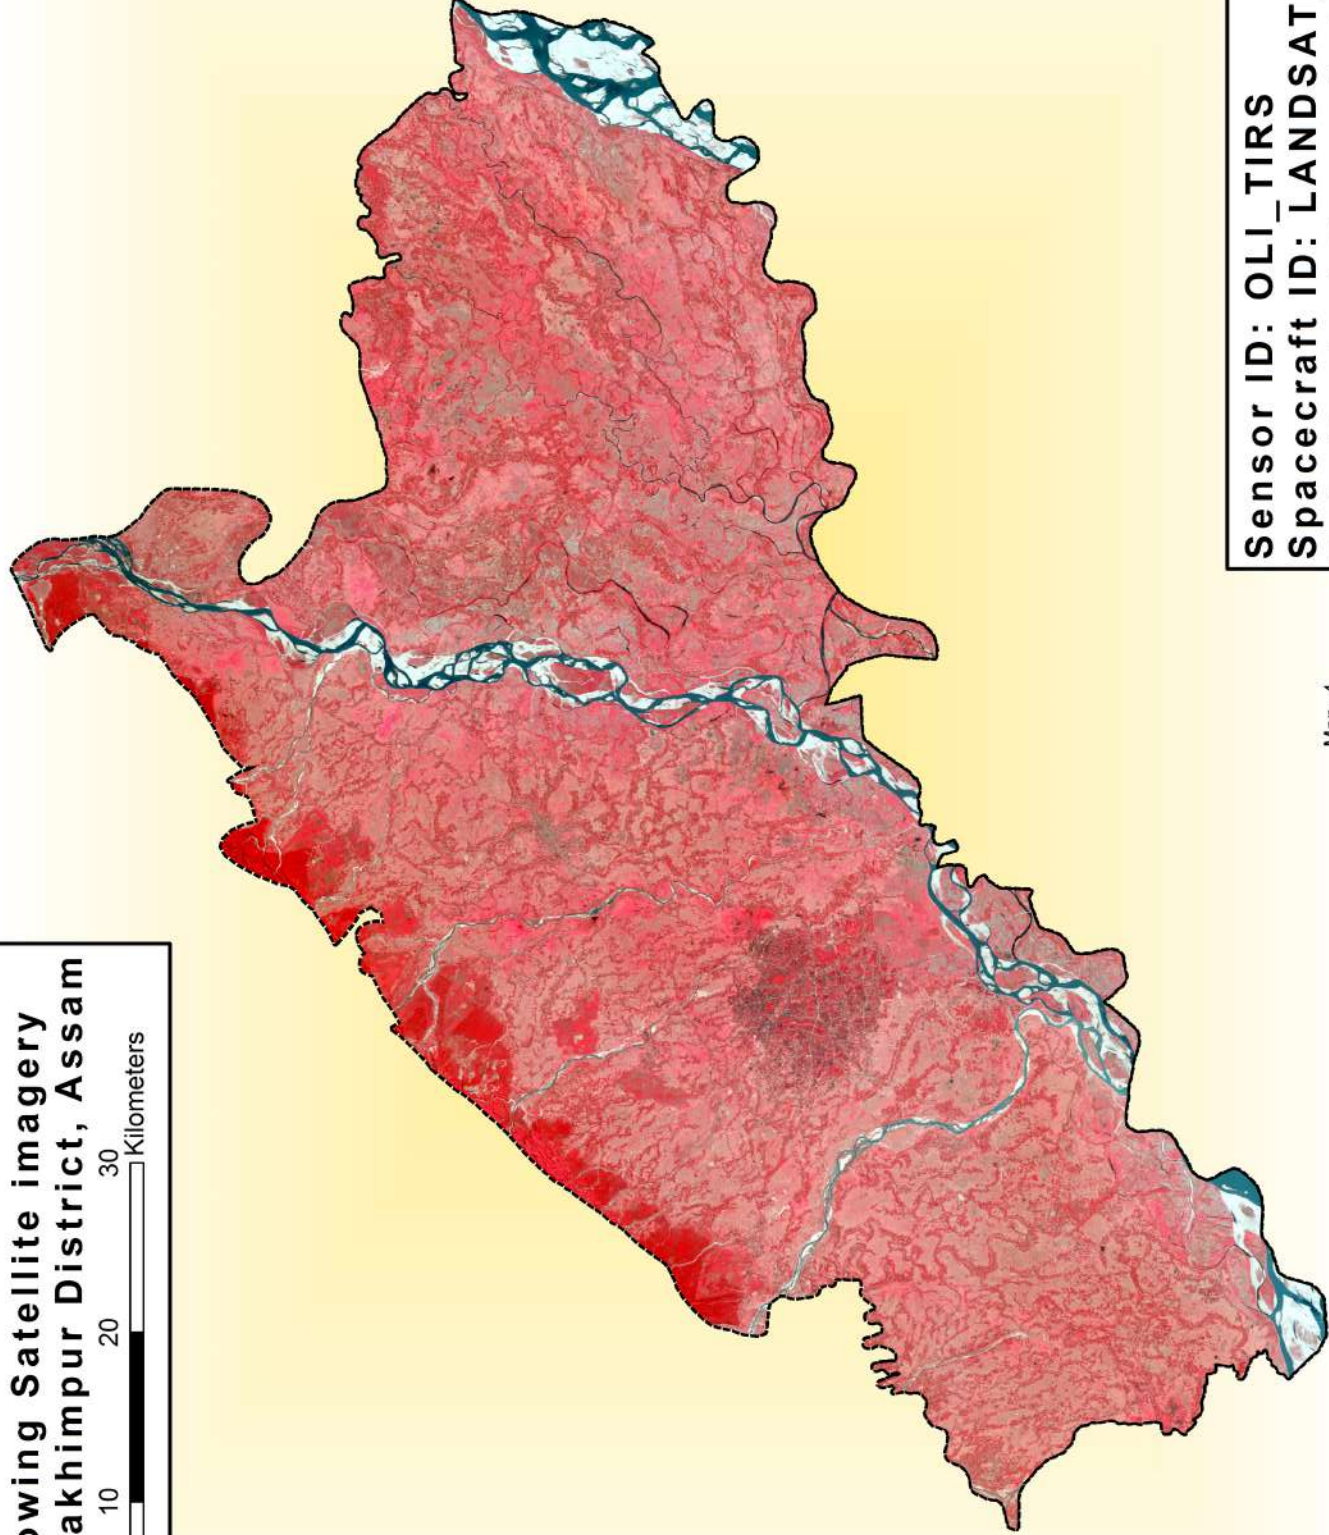 owing Satellite imagery
akhimpur District, Assam
10 20 30
Kilometers
Sensor ID: OLI_TIRS
Spacecraft ID: LANDSAT